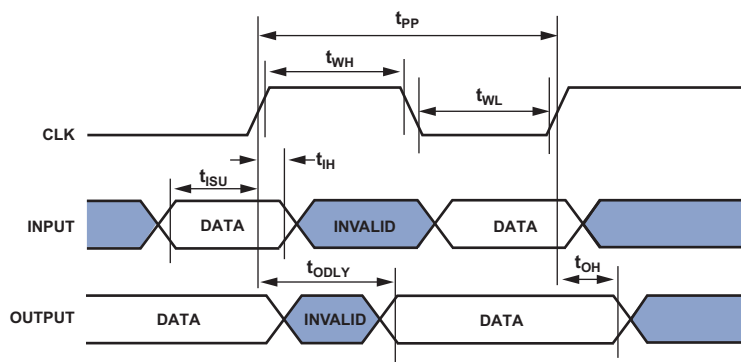 tPP
tWH
tWL
CLK
tIH
tISU
INPUT DATA INVALID DATA
tODLY
tOH
OUTPUT DATA INVALID DATA